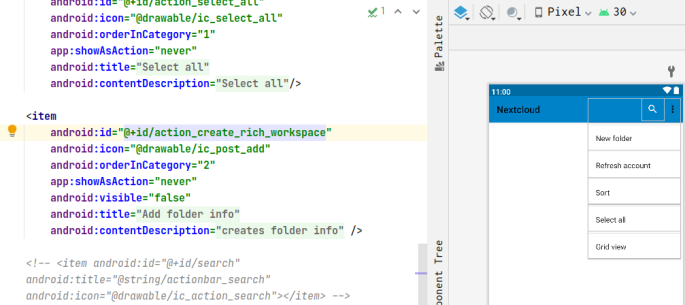 android:id="@+id/action_select_all"
android:icon="@drawable/ic_select_all"
android:orderInCategory="1"
app:showAsAction="never"
android:title="Select all"
android:contentDescription="Select all"/>
<item
android:id="@+id/action_create_rich_workspace"
android:icon="@drawable/ic_post_add"
android:orderInCategory="2"
app:showAsAction="never"
android:visible="false"
android:title="Add folder info"
android:contentDescription="creates folder info" />
<!-- <item android:id="@+id/search"
android:title="@string/actionbar_search"
android:icon="@drawable/ic_action_search"></item> -->
1
Palette
ponent Tree
Pixel
30
11:00
Nextcloud
New folder
Refresh account
Sort
Select all
Grid view